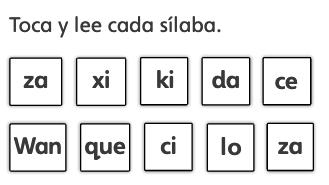 Toca y lee cada sílaba.
za xi ki da ce
Wan que ci lo za